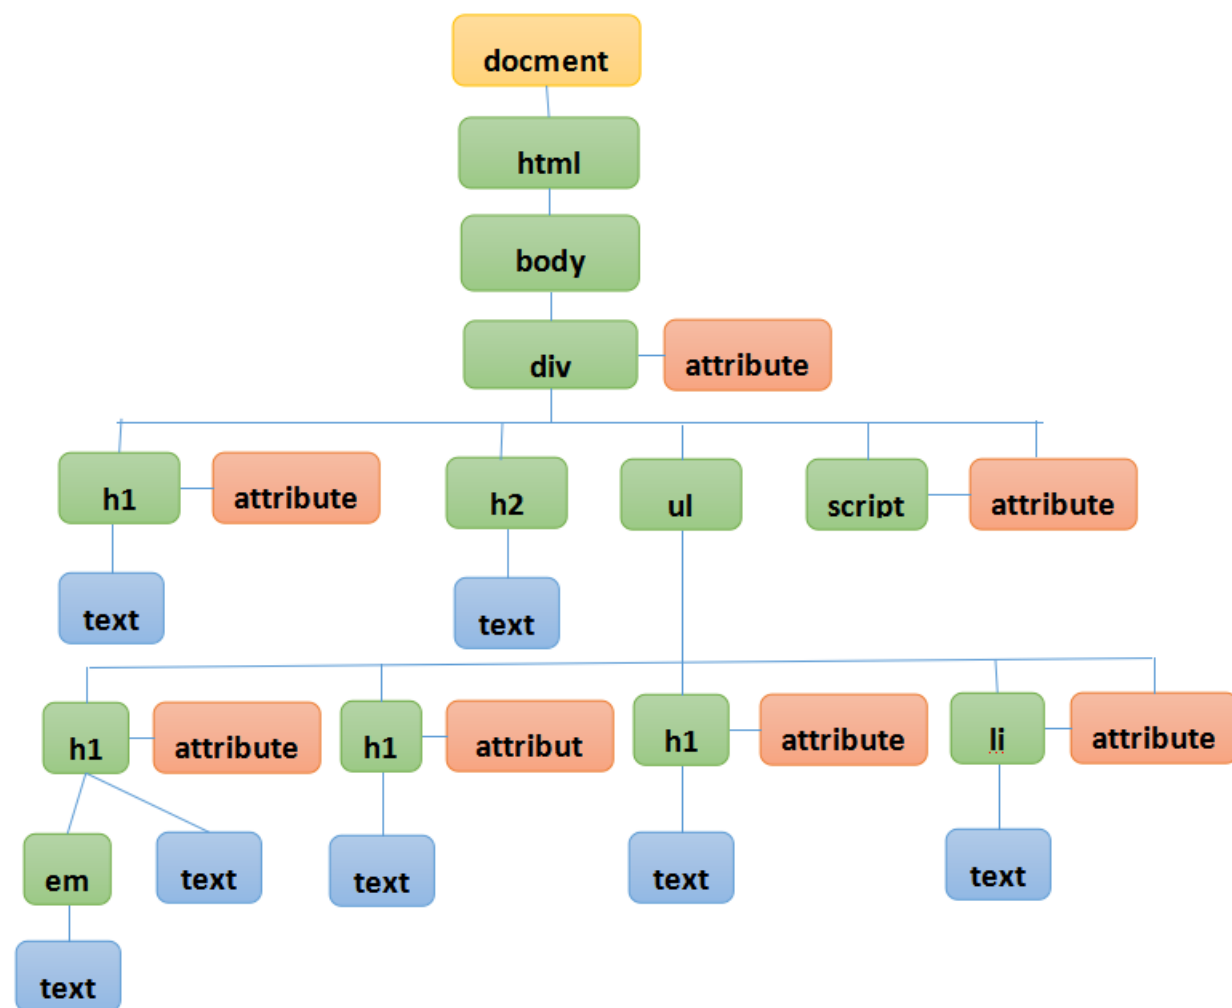 docment
html
body
div
attribute
h1
attribute
h2
ul
script
attribute
text
text
h1
attribute
h1
attribut
h1
attribute
li
attribute
em
text
text
text
text
text